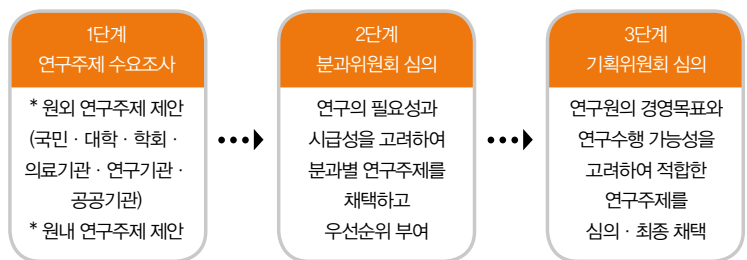 1단계
연구주제 수요조사
* 원외 연구주제 제안
(국민 · 대학 · 학회 ·
의료기관 · 연구기관 ·
공공기관)
* 원내 연구주제 제안
2단계
분과위원회 심의
연구의 필요성과
시급성을 고려하여
분과별 연구주제를
채택하고
우선순위 부여
3단계
기획위원회 심의
연구원의 경영목표와
연구수행 가능성을
고려하여 적합한
연구주제를
심의 · 최종 채택